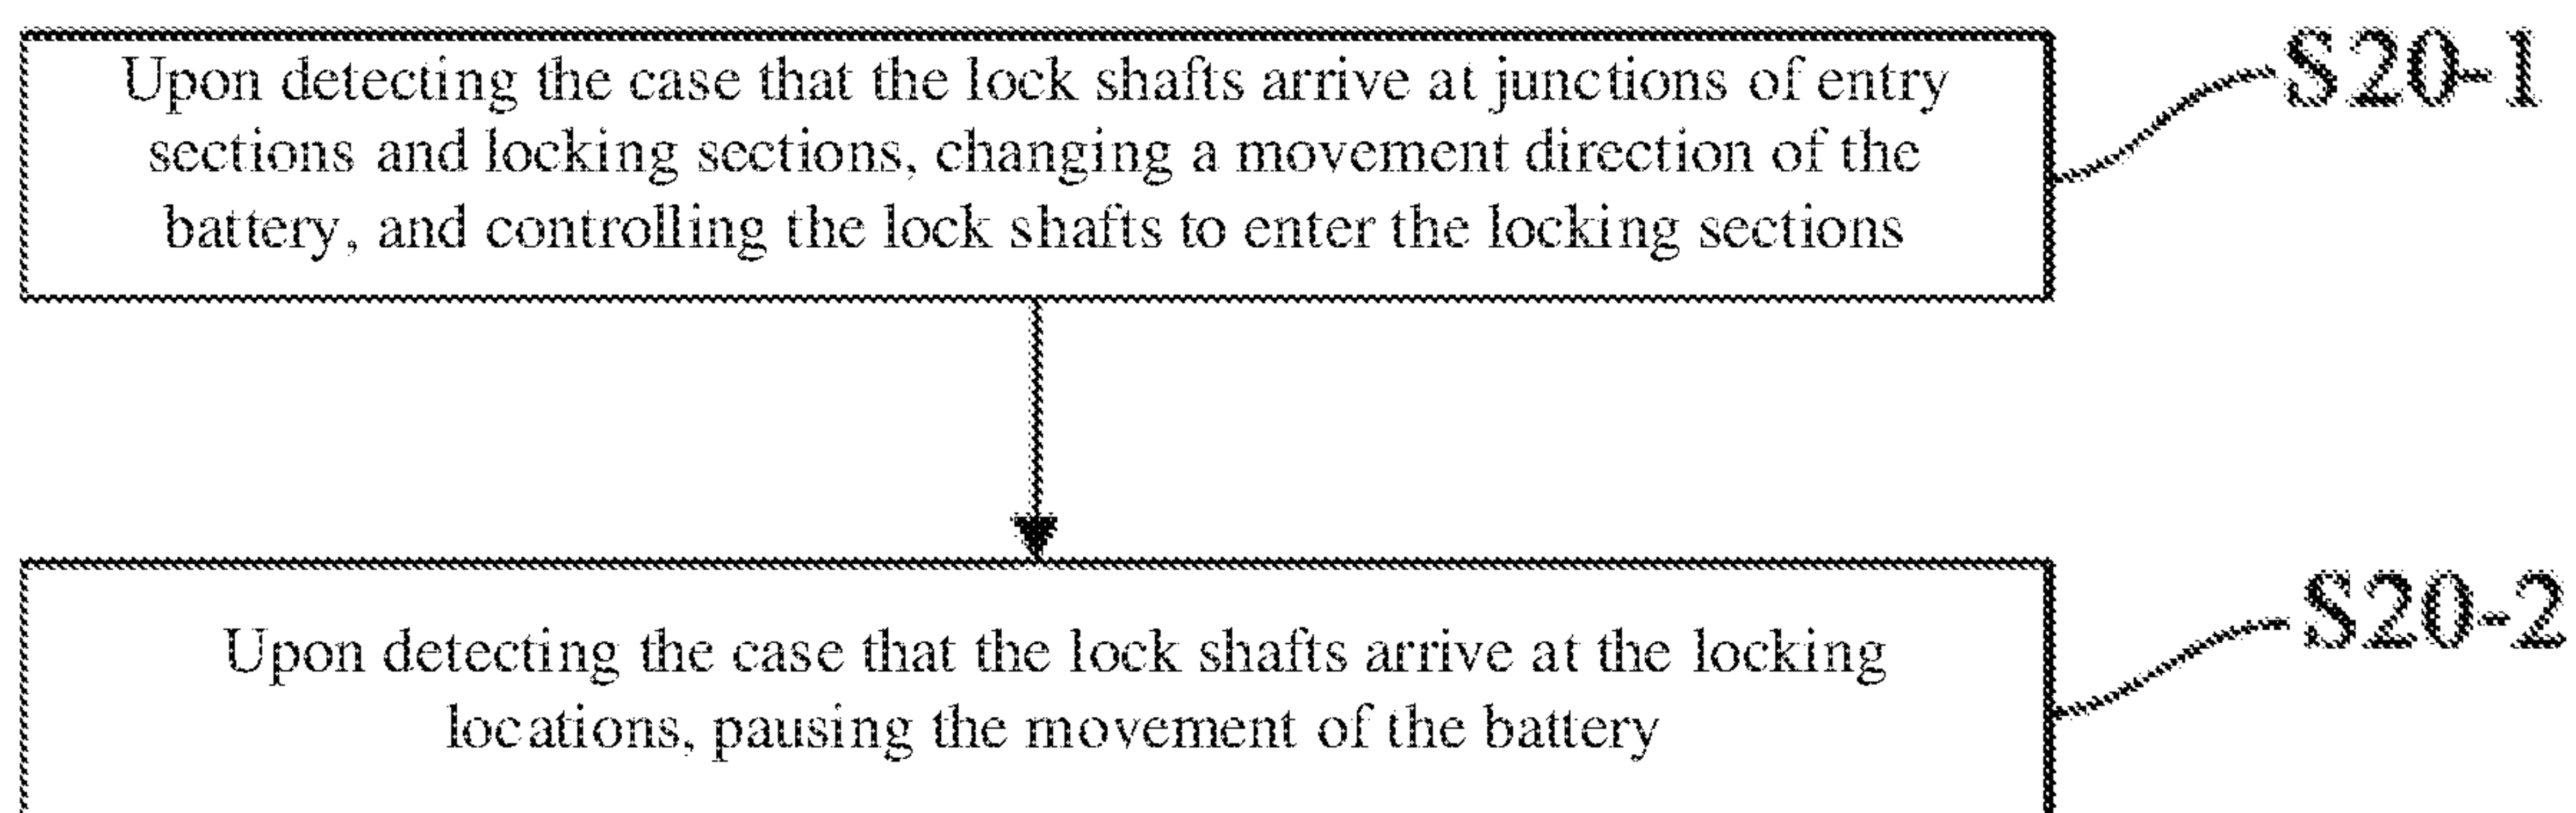 Upon detecting the case that the lock shafts arrive at junctions of entry
sections and locking sections, changing a movement direction of the
battery, and controlling the lock shafts to enter the locking sections
S20-1
Upon detecting the case that the lock shafts arrive at the locking
locations, pausing the movement of the battery
S20-2